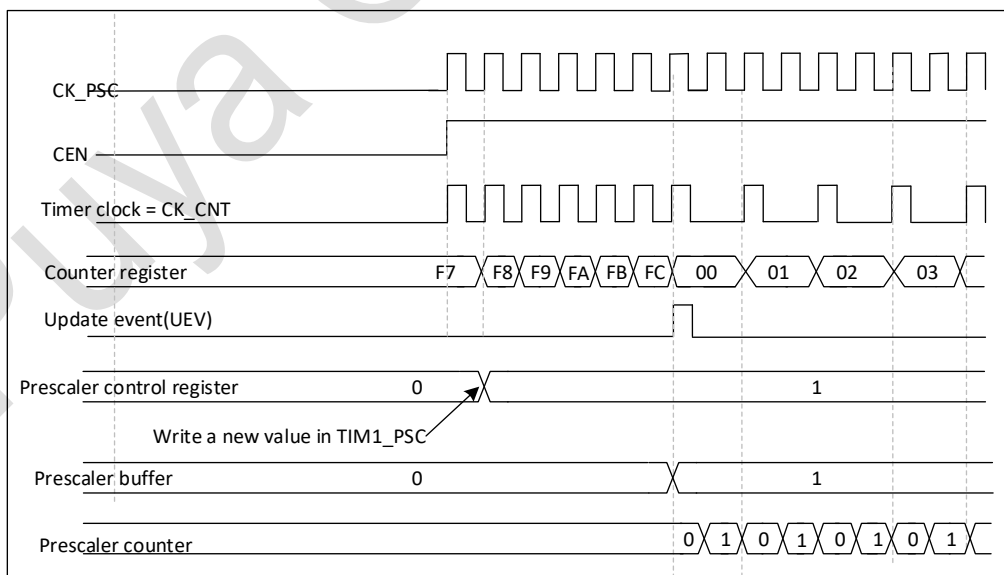 CK_PSC
CEN
Timer clock = CK_CNT
Counter register F7 F8 F9 FA FB FC 00 01 02 03
Update event(UEV)
Prescaler control register 0 1
Write a new value in TIM1_PSC
Prescaler buffer 0 1
Prescaler counter 0 1 0 1 0 1 0 1